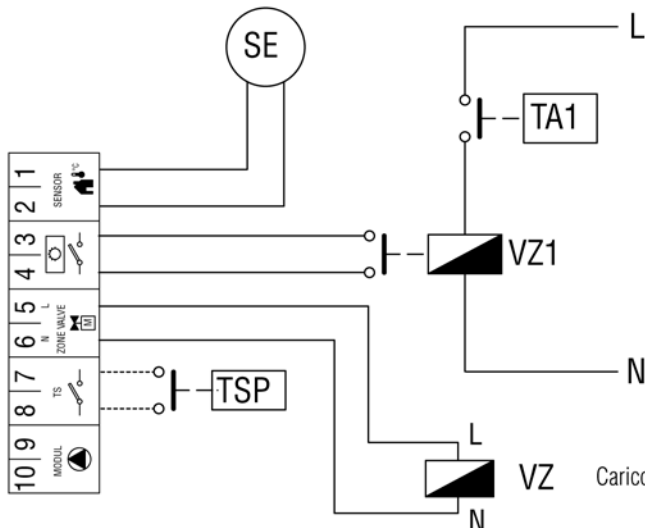 SE
L
TA1
1
2
SENSOR
°C
3
4
VZ1
5 L
6 N
ZONE VALVE
M
7
8
TS
TSP
N
9
10
MODUL
L
VZ
N